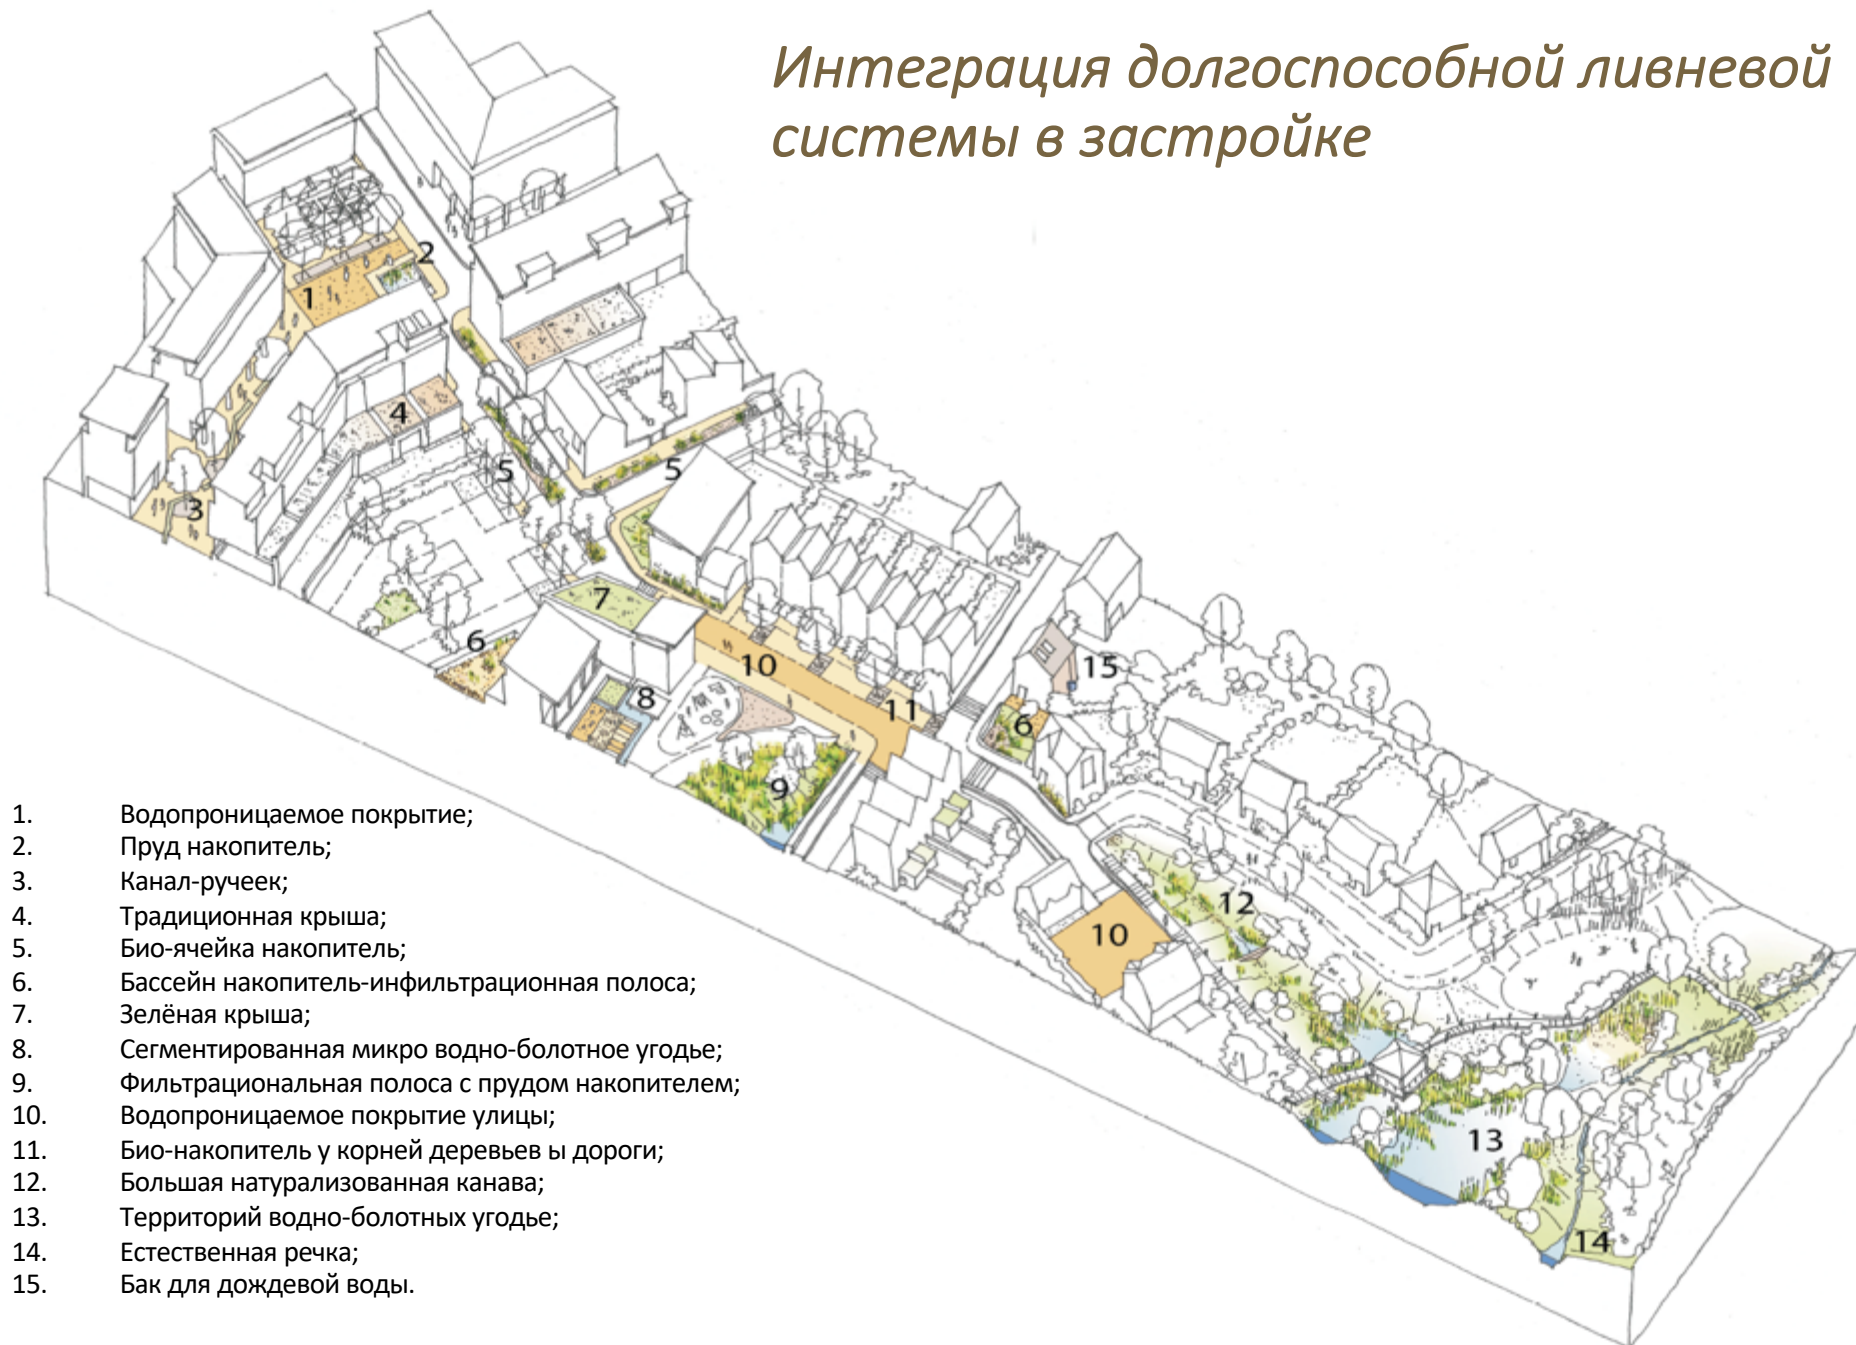 Интеграция долгоспособной ливневой
системы в застройке
2
1
4
3
5
5
7
6
10
15
8
11
6
9
12
10
13
14
1. Водопроницаемое покрытие;
2. Пруд накопитель;
3. Канал-ручеек;
4. Традиционная крыша;
5. Био-ячейка накопитель;
6. Бассейн накопитель-инфильтрационная полоса;
7. Зелёная крыша;
8. Сегментированная микро водно-болотное угодье;
9. Фильтрациональная полоса с прудом накопителем;
10. Водопроницаемое покрытие улицы;
11. Био-накопитель у корней деревьев ы дороги;
12. Большая натурализованная канава;
13. Территорий водно-болотных угодье;
14. Естественная речка;
15. Бак для дождевой воды.